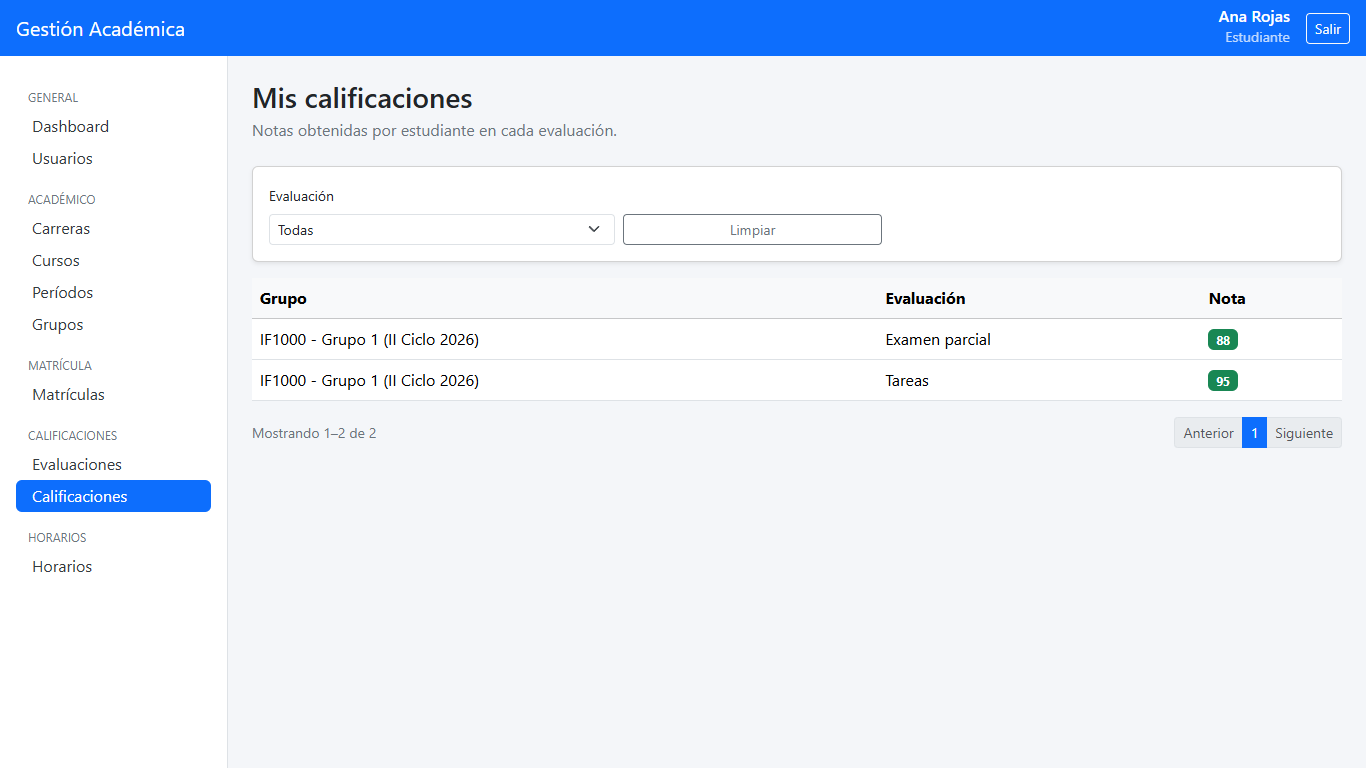 Gestión Académica
Ana Rojas
Estudiante
Salir
GENERAL
Dashboard
Usuarios
ACADÉMICO
Carreras
Cursos
Períodos
Grupos
MATRÍCULA
Matrículas
CALIFICACIONES
Evaluaciones
Calificaciones
HORARIOS
Horarios
Mis calificaciones
Notas obtenidas por estudiante en cada evaluación.
Evaluación
Todas
Limpiar
Grupo Evaluación Nota
IF1000 - Grupo 1 (II Ciclo 2026) Examen parcial 88
IF1000 - Grupo 1 (II Ciclo 2026) Tareas 95
Mostrando 1–2 de 2
Anterior 1 Siguiente